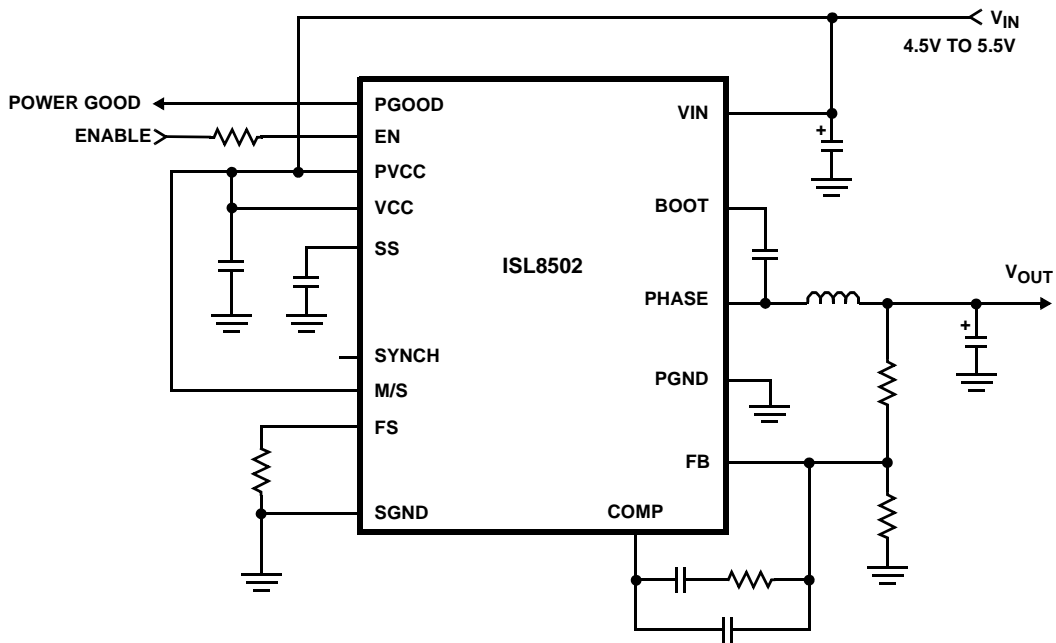 V_IN
4.5V TO 5.5V
POWER GOOD
ENABLE
PGOOD
EN
PVCC
VCC
SS
SYNCH
M/S
FS
SGND
ISL8502
COMP
VIN
BOOT
PHASE
PGND
FB
+
V_OUT
+